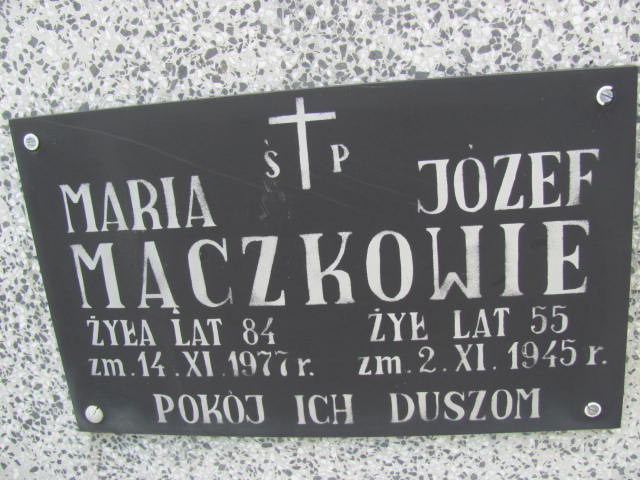 Ś P
MARIA JÓZEF
MĄCZKOWIE
ŻYŁA LAT 84 ŻYŁ LAT 55
zm. 14. XI. 1977 r. zm. 2. XI. 1945 r.
POKÓJ ICH DUSZOM